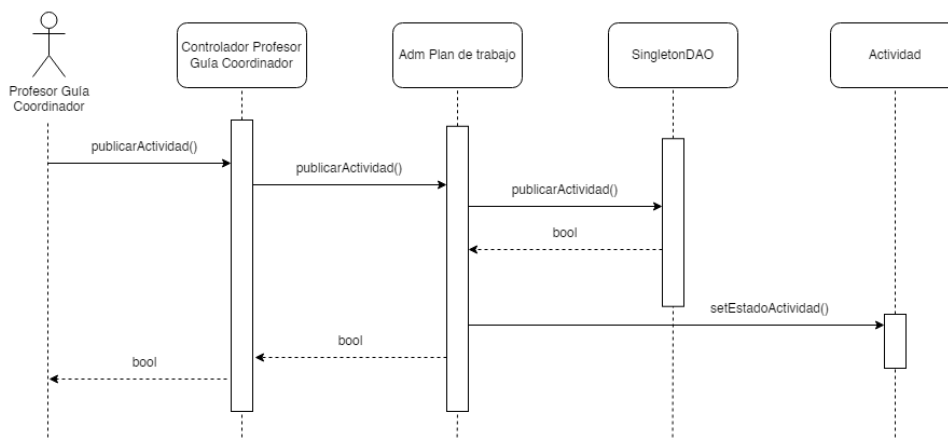 Profesor Guía
Coordinador
Controlador Profesor
Guía Coordinador
Adm Plan de trabajo
SingletonDAO
Actividad
publicarActividad()
publicarActividad()
publicarActividad()
bool
setEstadoActividad()
bool
bool